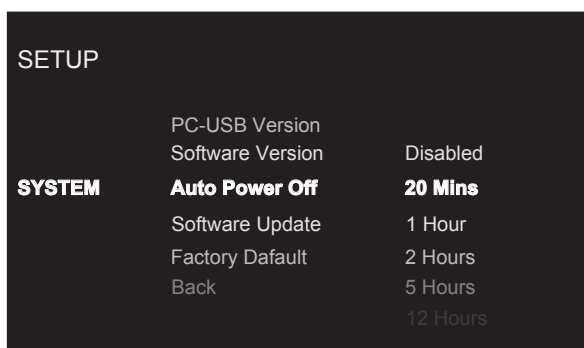 SETUP
PC-USB Version
Software Version Disabled
SYSTEM Auto Power Off 20 Mins
Software Update 1 Hour
Factory Dafault 2 Hours
Back 5 Hours
12 Hours